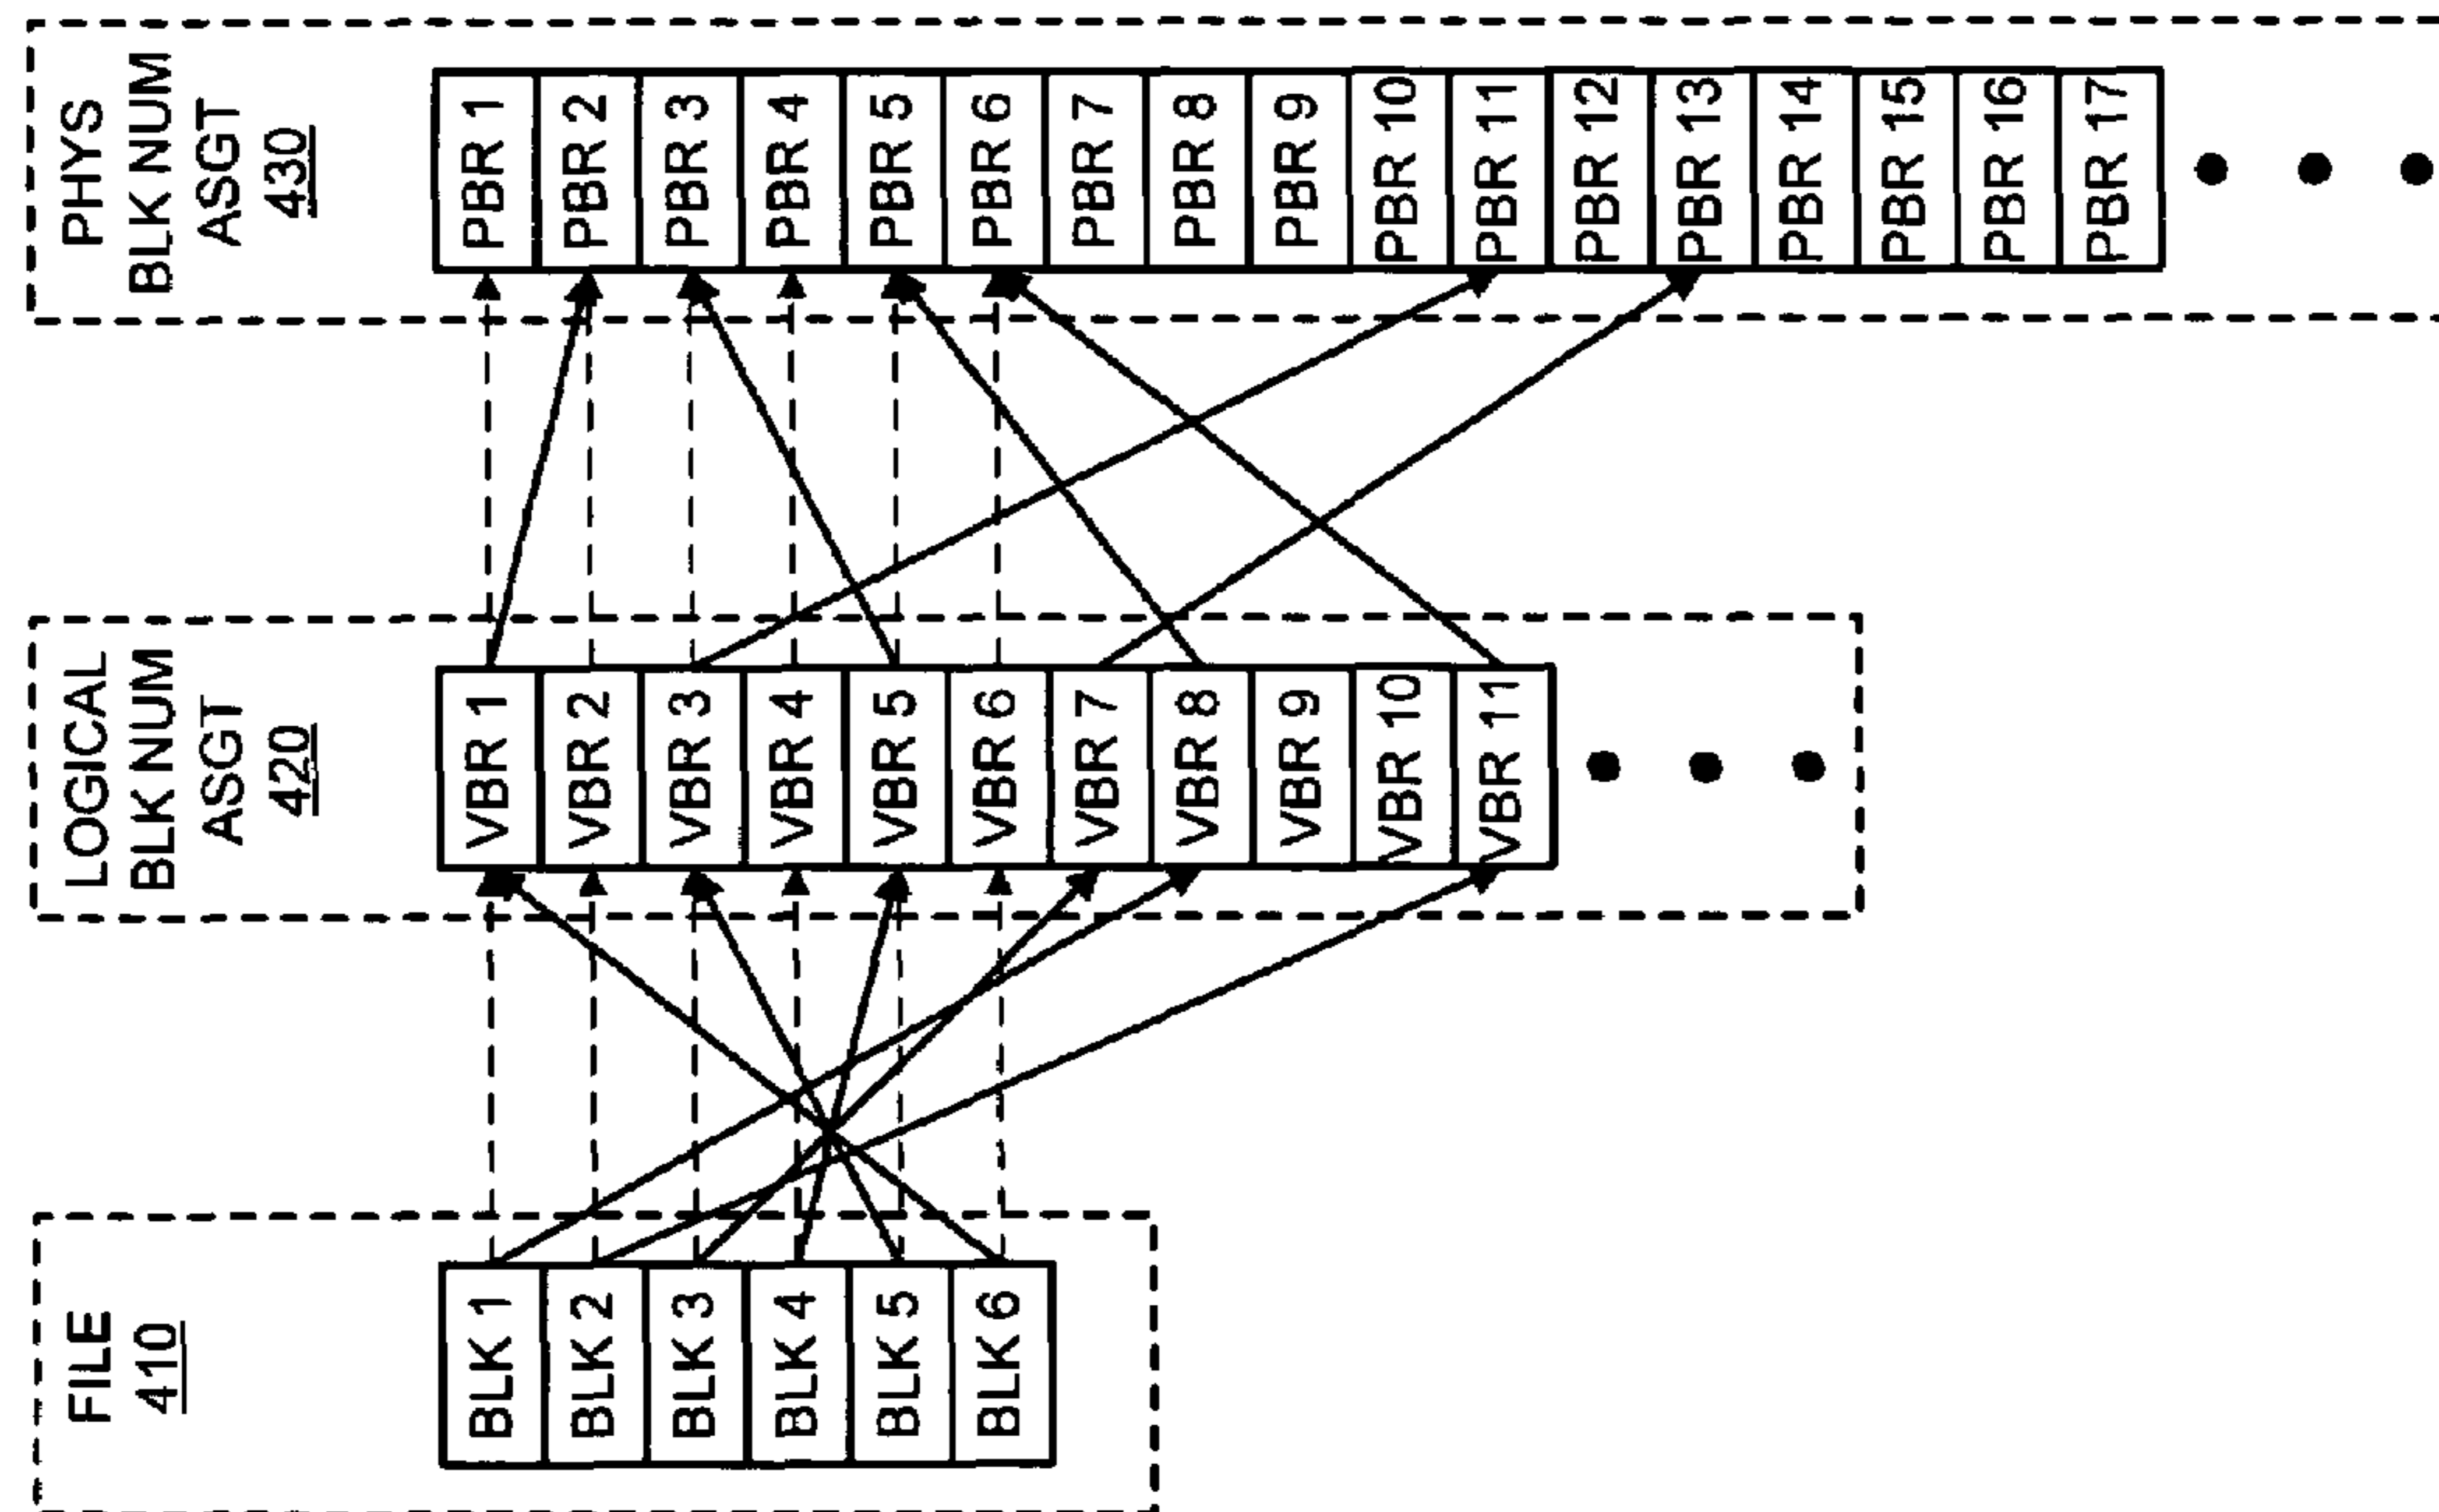 FILE
410
BLK 1
BLK 2
BLK 3
BLK 4
BLK 5
BLK 6
LOGICAL
BLK NUM
ASGT
420
VBR 1
VBR 2
VBR 3
VBR 4
VBR 5
VBR 6
VBR 7
VBR 8
VBR 9
VBR 10
VBR 11
PHYS
BLK NUM
ASGT
430
PBR 1
PBR 2
PBR 3
PBR 4
PBR 5
PBR 6
PBR 7
PBR 8
PBR 9
PBR 10
PBR 11
PBR 12
PBR 13
PBR 14
PBR 15
PBR 16
PBR 17